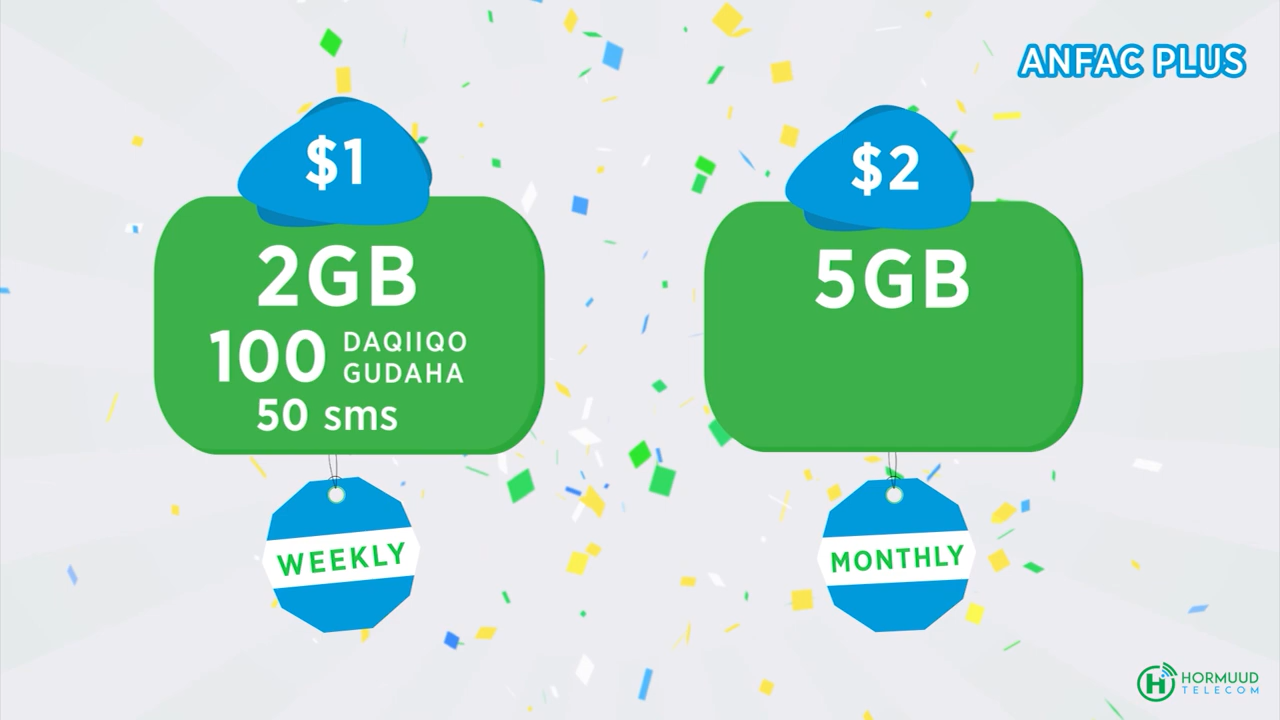 ANFAC PLUS
$1
2GB
100 DAQIIQO GUDAHA
50 sms
WEEKLY
$2
5GB
MONTHLY
HORMUUD
TELECOM